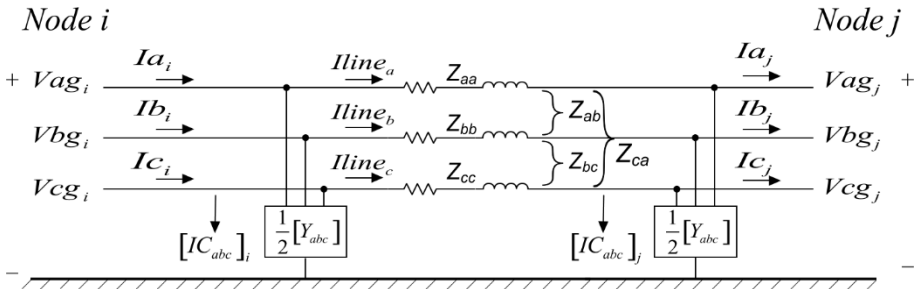 Node i
Node j
Ia_i
Iline_a
Z_aa
Ia_j
+ Vag_i
Vag_j +
Ib_i
Iline_b
Z_bb
Z_ab
Ib_j
Vbg_i
Vbg_j
Ic_i
Iline_c
Z_cc
Z_bc
Z_ca
Ic_j
Vcg_i
Vcg_j
[IC_abc]_i
1/2 [Y_abc]
[IC_abc]_j
1/2 [Y_abc]
−
−